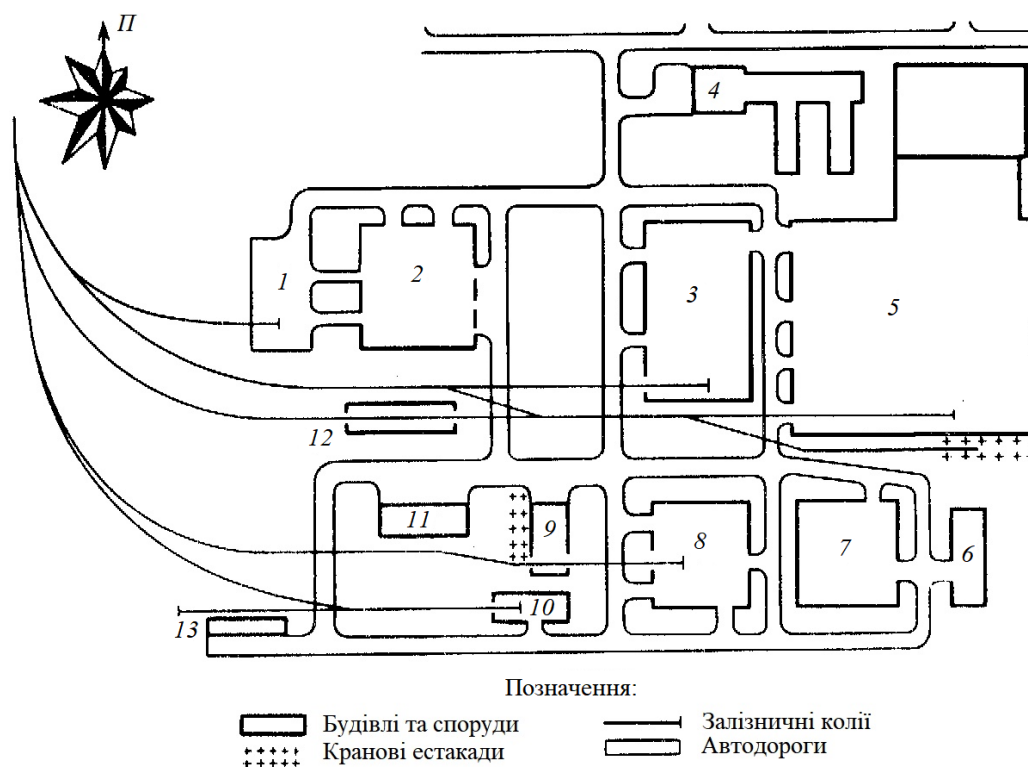 П
4
1
2
3
5
12
11
9
8
7
6
10
13
Позначення:
Будівлі та споруди
Залізничні колії
Кранові естакади
Автодороги